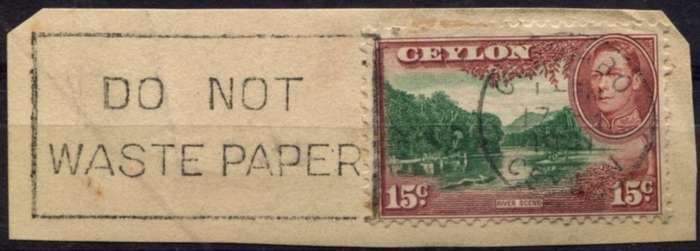 DO NOT
WASTE PAPER
CEYLON
15c
RIVER SCENE
15c